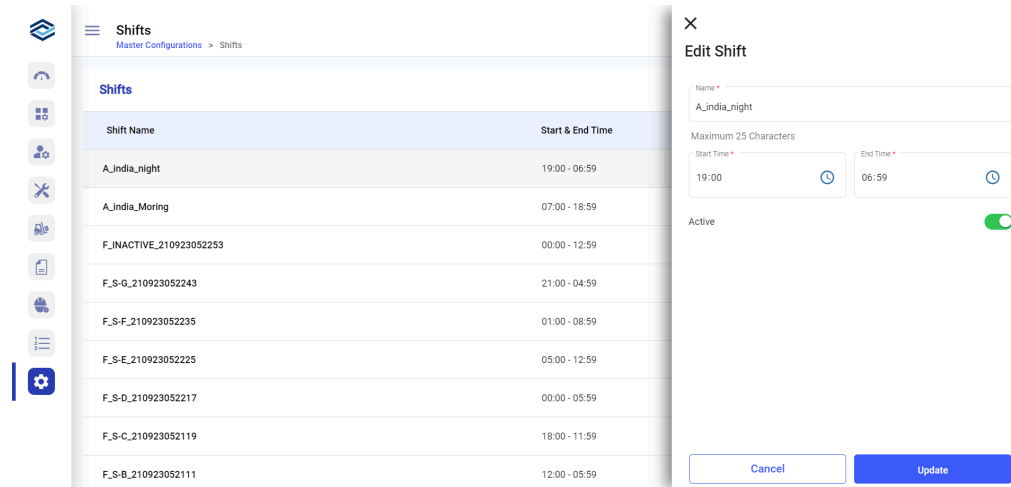 Shifts
Master Configurations > Shifts
Shifts
Shift Name Start & End Time
A_india_night 19:00 - 06:59
A_india_Moring 07:00 - 18:59
F_INACTIVE_210923052253 00:00 - 12:59
F_S-G_210923052243 21:00 - 04:59
F_S-F_210923052235 01:00 - 08:59
F_S-E_210923052225 05:00 - 12:59
F_S-D_210923052217 00:00 - 05:59
F_S-C_210923052119 18:00 - 11:59
F_S-B_210923052111 12:00 - 05:59
Edit Shift
Name *
A_india_night
Maximum 25 Characters
Start Time * End Time *
19:00 06:59
Active
Cancel Update